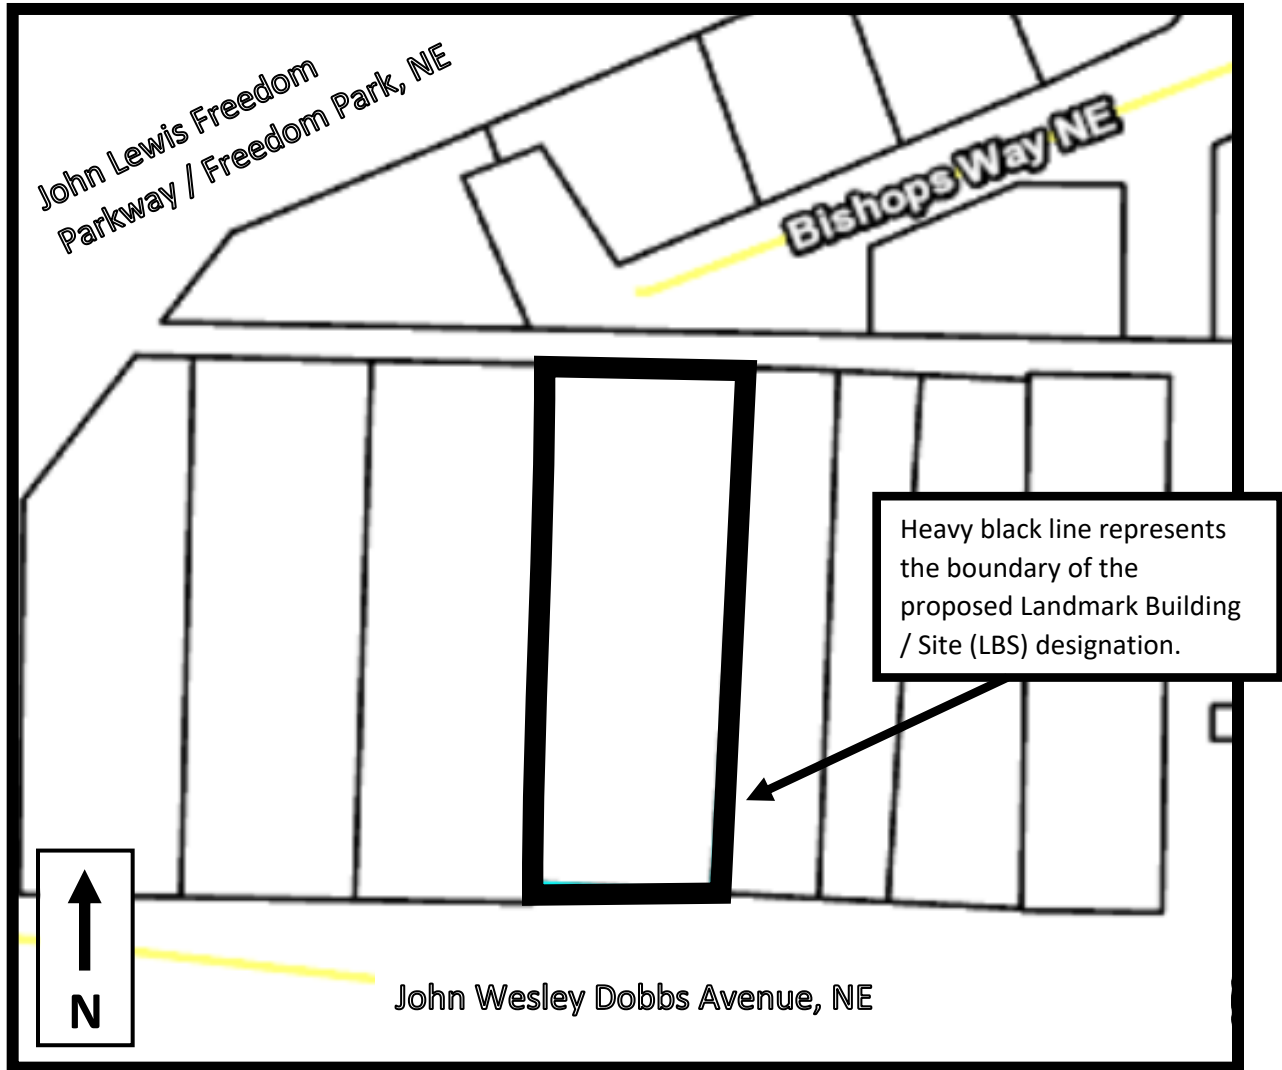 John Lewis Freedom
Parkway / Freedom Park, NE
Bishops Way NE
Heavy black line represents
the boundary of the
proposed Landmark Building
/ Site (LBS) designation.
N
John Wesley Dobbs Avenue, NE